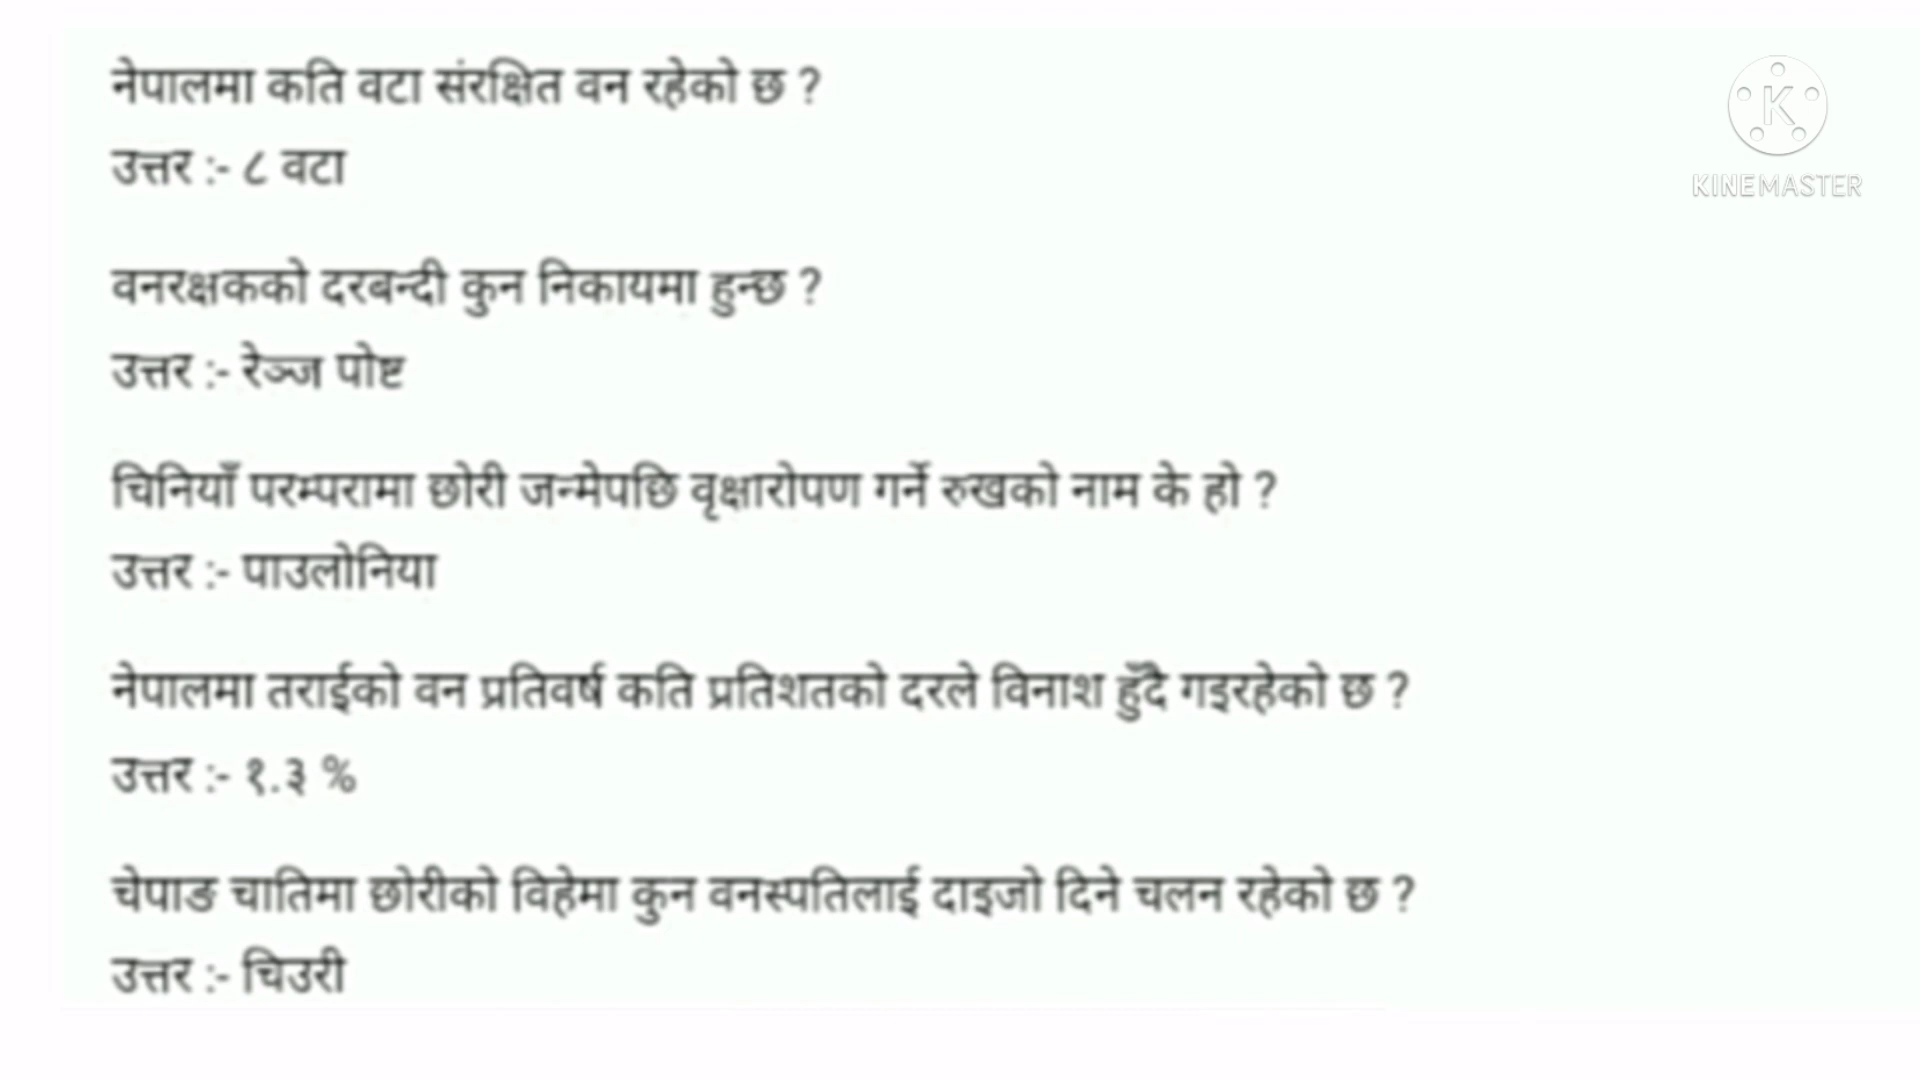 नेपालमा कति वटा संरक्षित वन रहेको छ ?
KINEMASTER
उत्तर :- ८ वटा
वनरक्षकको दरबन्दी कुन निकायमा हुन्छ ?
उत्तर :- रेञ्ज पोष्ट
चिनियाँ परम्परामा छोरी जन्मेपछि वृक्षारोपण गर्ने रुखको नाम के हो ?
उत्तर :- पाउलोनिया
नेपालमा तराईको वन प्रतिवर्ष कति प्रतिशतको दरले विनाश हुँदै गइरहेको छ ?
उत्तर :- १.३ %
चेपाङ चातिमा छोरीको विहेमा कुन वनस्पतिलाई दाइजो दिने चलन रहेको छ ?
उत्तर :- चिउरी